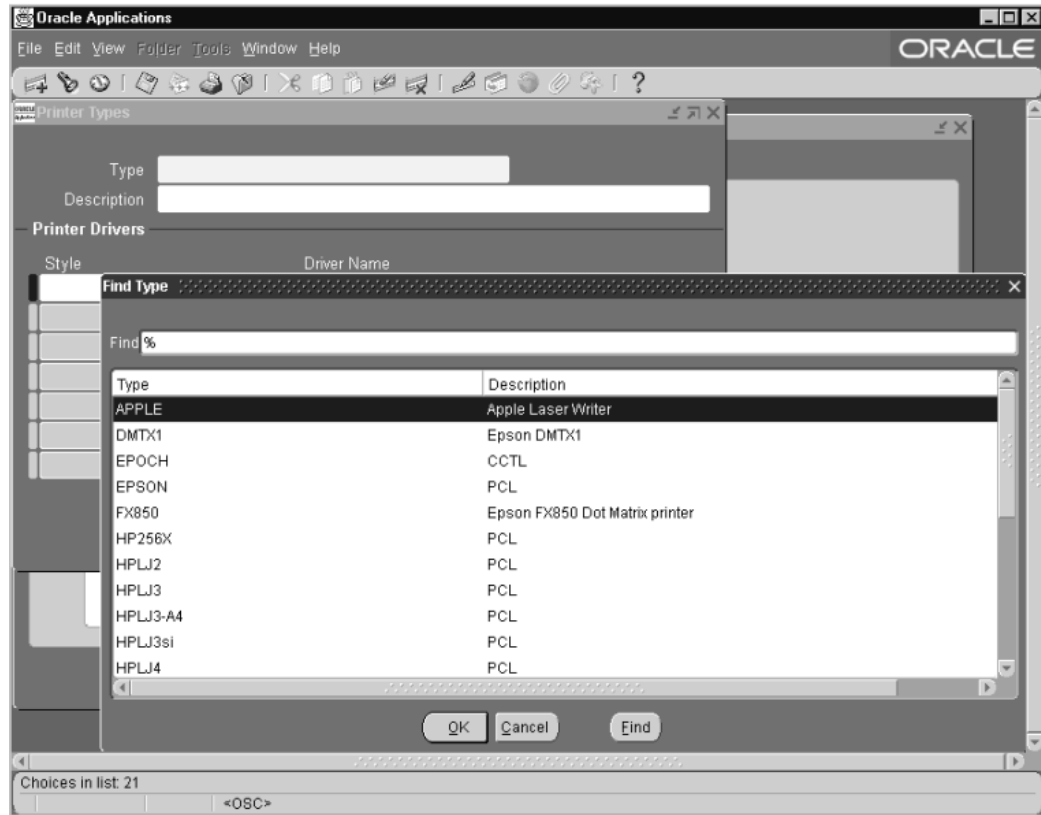 Oracle Applications
File Edit View Folder Tools Window Help
ORACLE
Printer Types
Type
Description
Printer Drivers
Style Driver Name
Find Type
Find %
Type Description
APPLE Apple Laser Writer
DMTX1 Epson DMTX1
EPOCH CCTL
EPSON PCL
FX850 Epson FX850 Dot Matrix printer
HP256X PCL
HPLJ2 PCL
HPLJ3 PCL
HPLJ3-A4 PCL
HPLJ3si PCL
HPLJ4 PCL
OK Cancel Find
Choices in list: 21
<OSC>